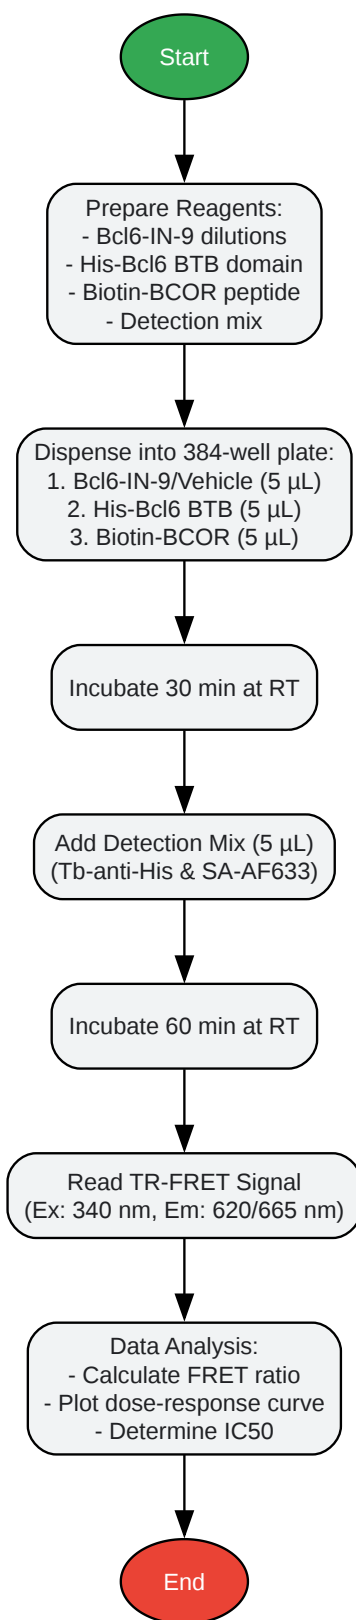 Start
Prepare Reagents:
- Bcl6-IN-9 dilutions
- His-Bcl6 BTB domain
- Biotin-BCOR peptide
- Detection mix
Dispense into 384-well plate:
1. Bcl6-IN-9/Vehicle (5 µL)
2. His-Bcl6 BTB (5 µL)
3. Biotin-BCOR (5 µL)
Incubate 30 min at RT
Add Detection Mix (5 µL)
(Tb-anti-His & SA-AF633)
Incubate 60 min at RT
Read TR-FRET Signal
(Ex: 340 nm, Em: 620/665 nm)
Data Analysis:
- Calculate FRET ratio
- Plot dose-response curve
- Determine IC50
End